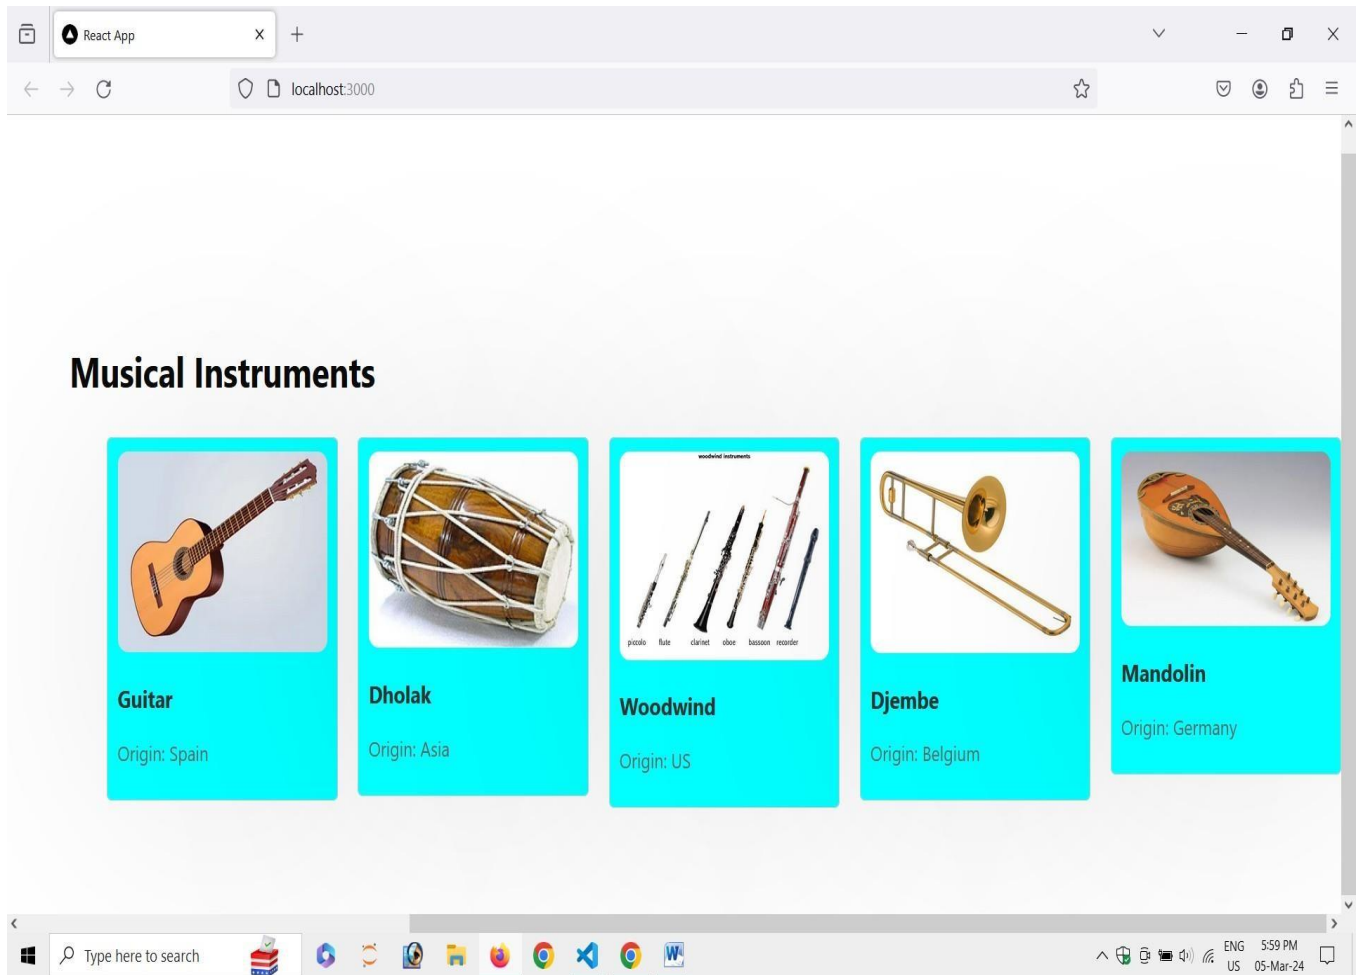 React App
localhost:3000
Musical Instruments
woodwind instruments
piccolo flute clarinet oboe bassoon recorder
Guitar
Origin: Spain
Dholak
Origin: Asia
Woodwind
Origin: US
Djembe
Origin: Belgium
Mandolin
Origin: Germany
Type here to search
W
ENG
US
5:59 PM
05-Mar-24